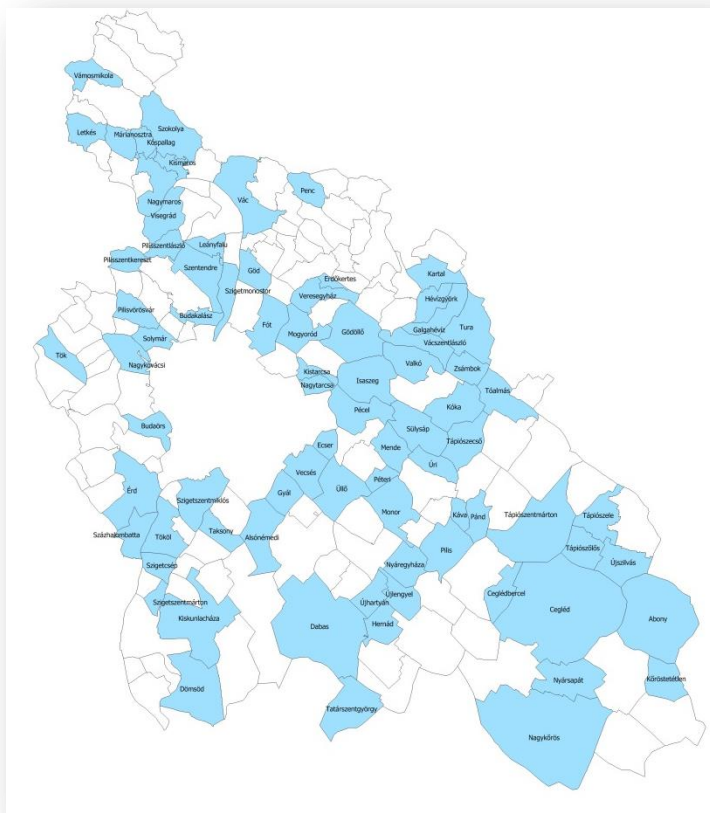 Vámosmikola
Szokolya
Letkés
Márianosztra
Kóspallag
Kismaros
Penc
Nagymaros
Vác
Visegrád
Pilisszentlászló
Leányfalu
Pilisszentkereszt
Szentendre
Göd
Kartal
Erdőkertes
Szigetmonostor
Veresegyház
Hévízgyörk
Pilisvörösvár
Budakalász
Fót
Mogyoród
Gödöllő
Galgahévíz
Tura
Solymár
Vácszentlászló
Tök
Nagykovácsi
Valkó
Zsámbok
Kistarcsa
Nagytarcsa
Isaszeg
Tóalmás
Pécel
Kóka
Budaörs
Sülysáp
Tápiószecső
Ecser
Mende
Úri
Vecsés
Érd
Gyál
Üllő
Péteri
Szigetszentmiklós
Monor
Káva
Pánd
Tápiószentmárton
Tápiószele
Százhalombatta
Tököl
Taksony
Alsónémedi
Tápiószőlős
Pilis
Újszilvás
Szigetcsép
Nyáregyháza
Ceglédbercel
Újlengyel
Szigetszentmárton
Újhartyán
Cegléd
Kiskunlacháza
Dabas
Hernád
Abony
Nyársapát
Kőröstetétlen
Dömsöd
Tatárszentgyörgy
Nagykőrös